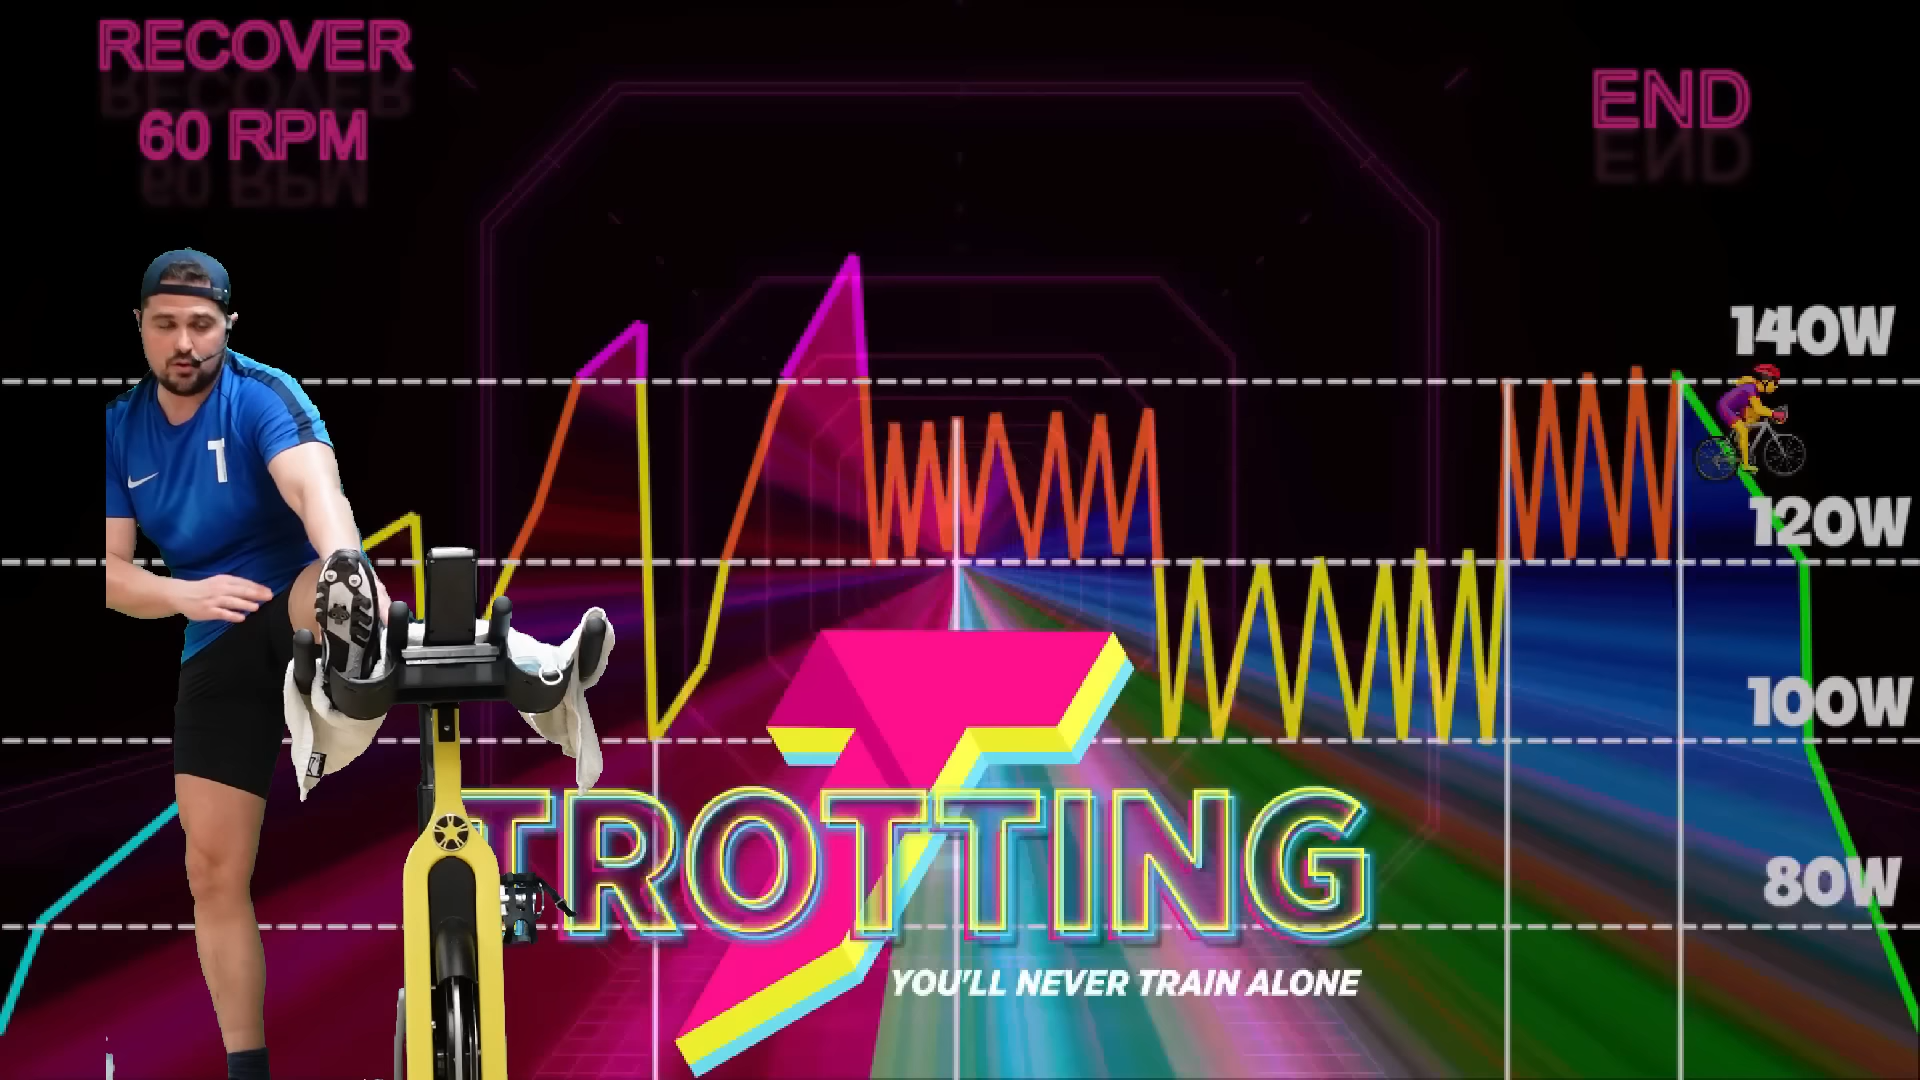 RECOVER
60 RPM
END
140W
120W
100W
80W
T
TROTTING
YOU'LL NEVER TRAIN ALONE